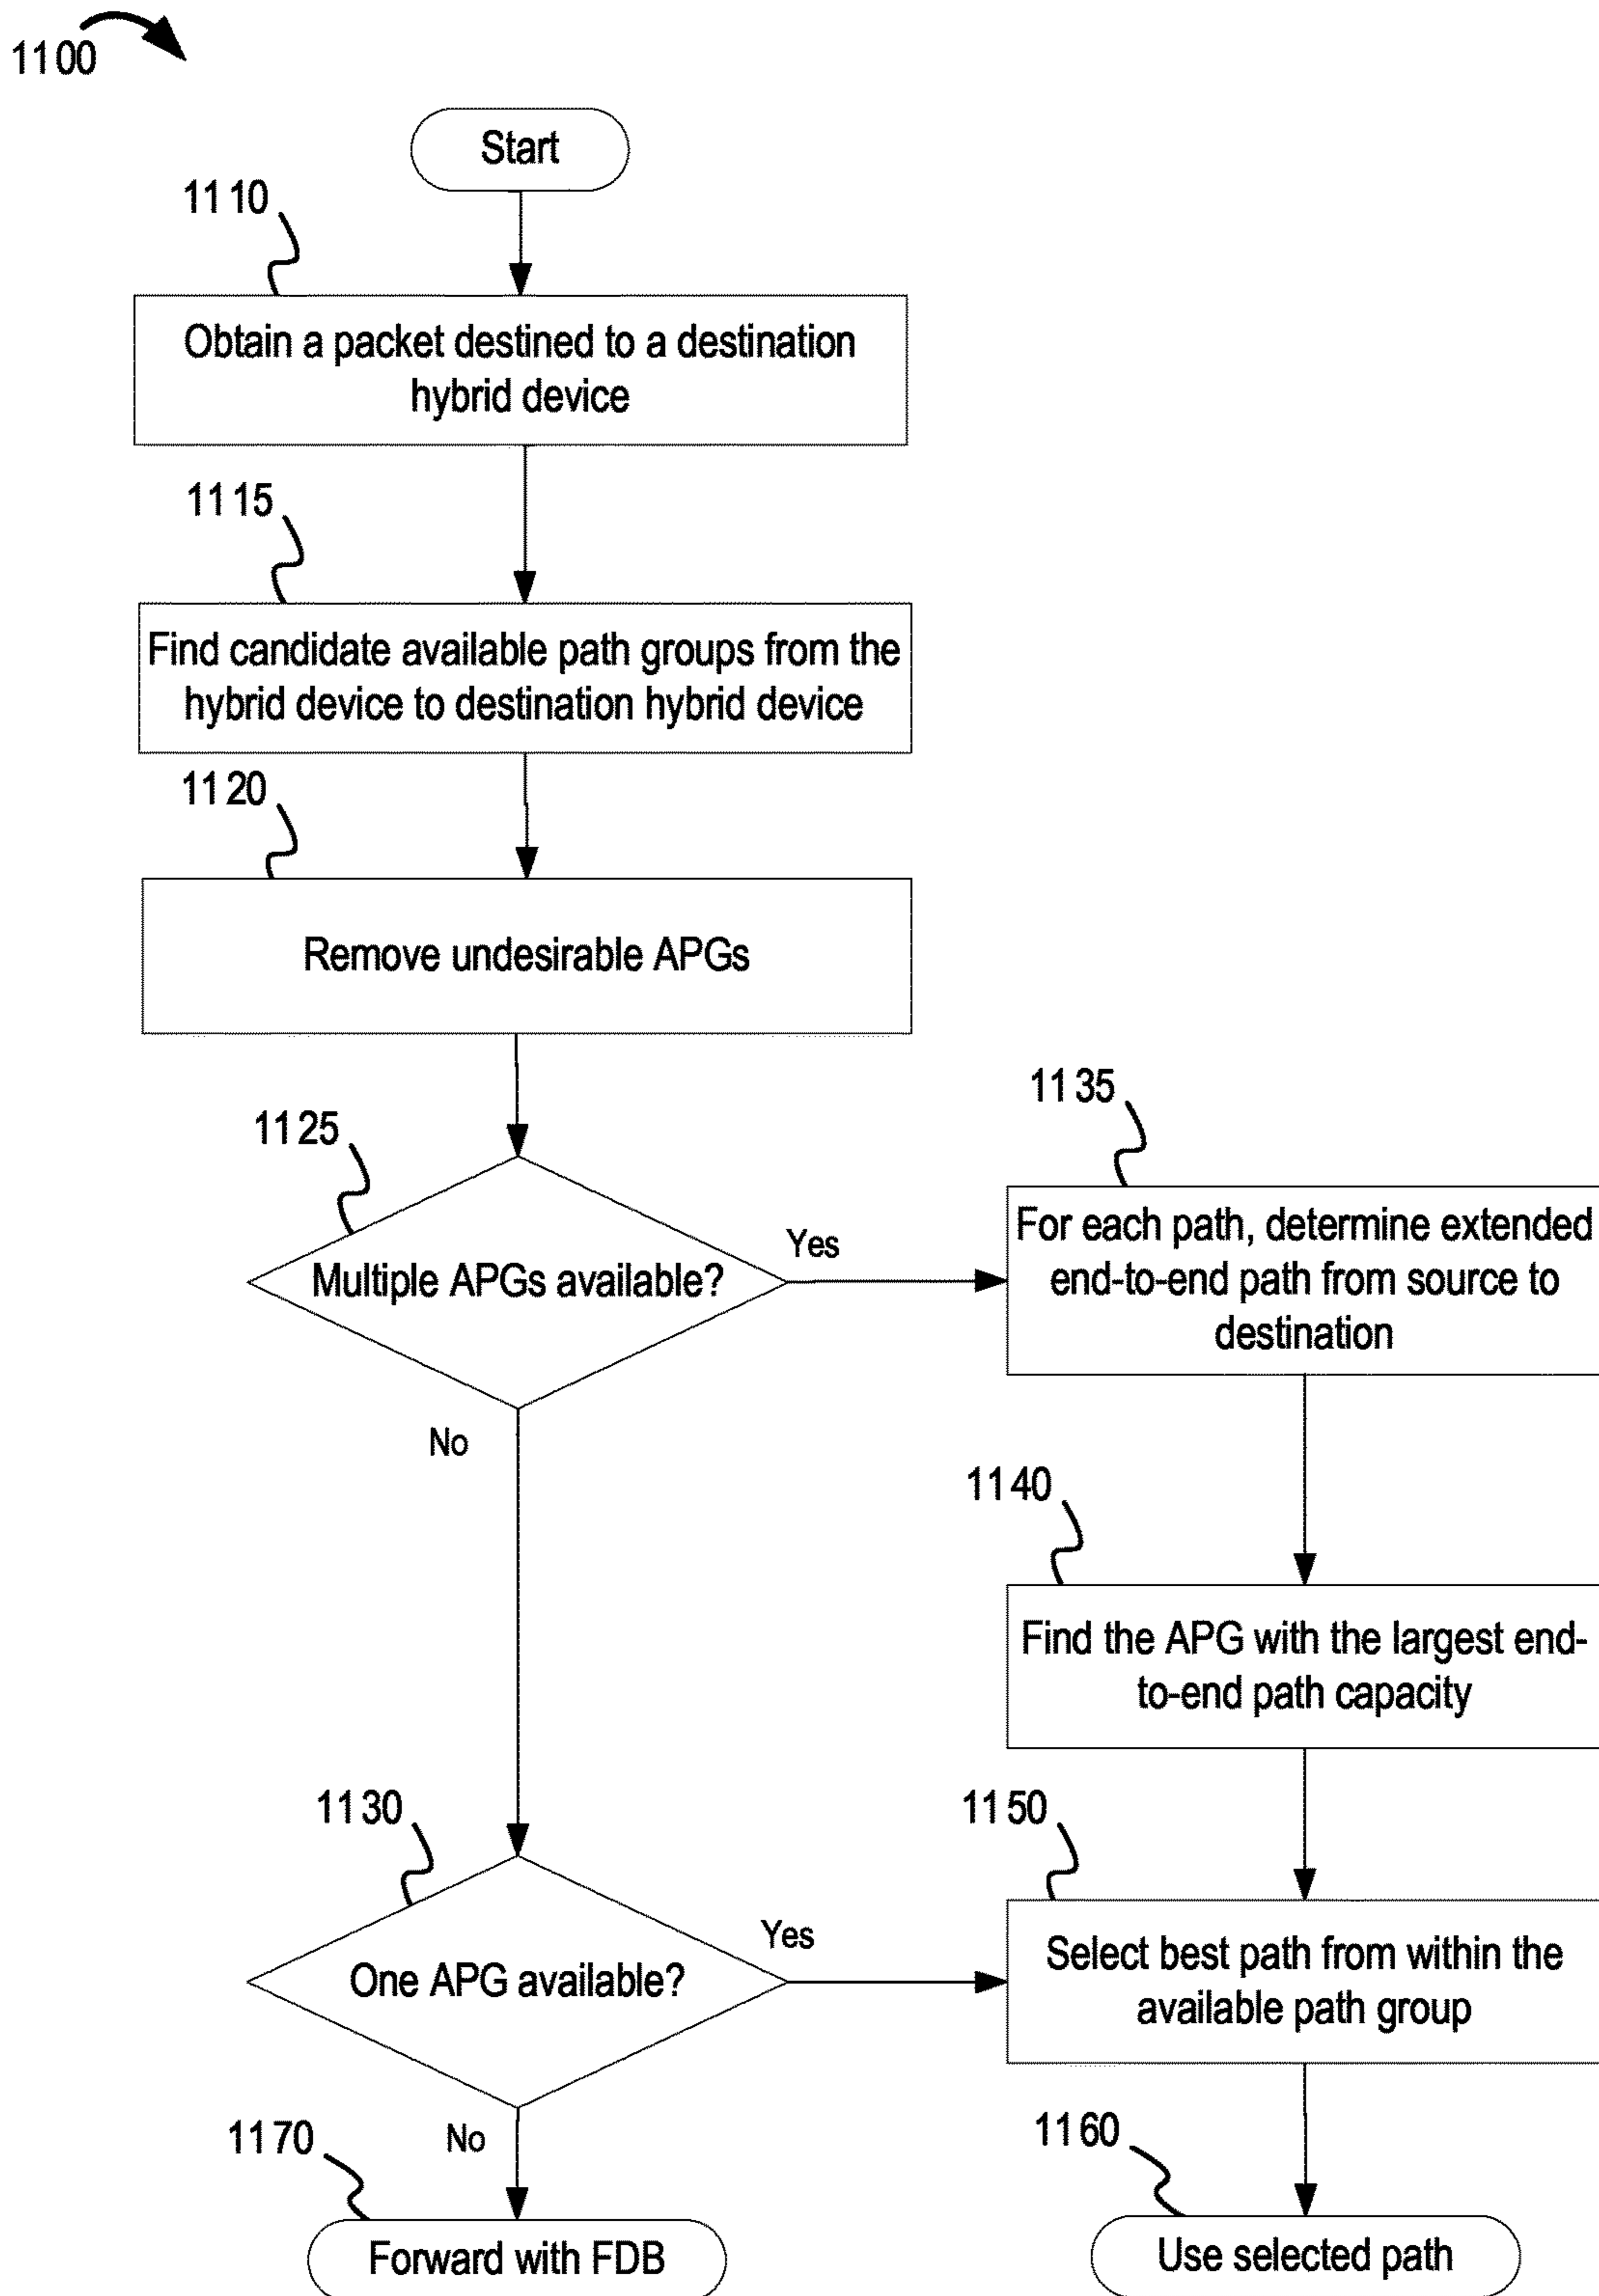 1100
Start
1110
Obtain a packet destined to a destination
hybrid device
1115
Find candidate available path groups from the
hybrid device to destination hybrid device
1120
Remove undesirable APGs
1125
Multiple APGs available?
Yes
No
1135
For each path, determine extended
end-to-end path from source to
destination
1140
Find the APG with the largest end-
to-end path capacity
1130
One APG available?
Yes
No
1150
Select best path from within the
available path group
1170
Forward with FDB
1160
Use selected path